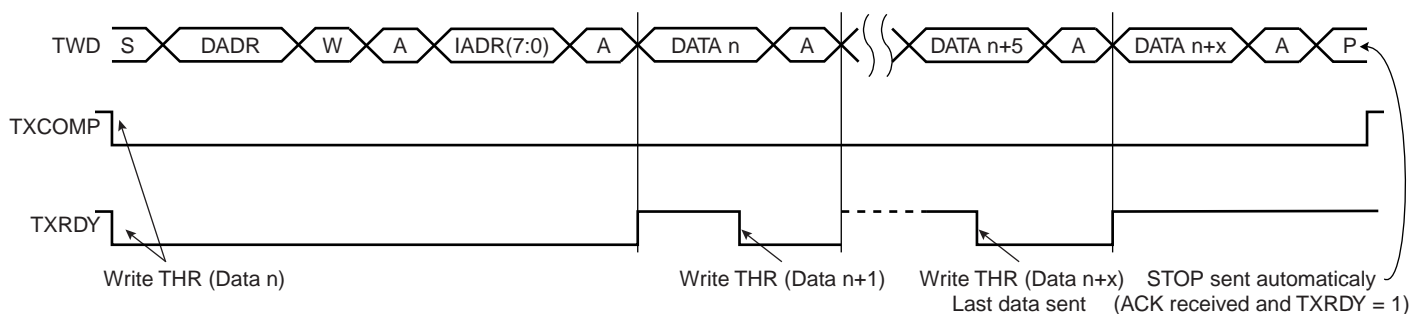 TWD S DADR W A IADR(7:0) A DATA n A DATA n+5 A DATA n+x A P
TXCOMP
TXRDY
Write THR (Data n) Write THR (Data n+1) Write THR (Data n+x) STOP sent automaticaly
Last data sent (ACK received and TXRDY = 1)